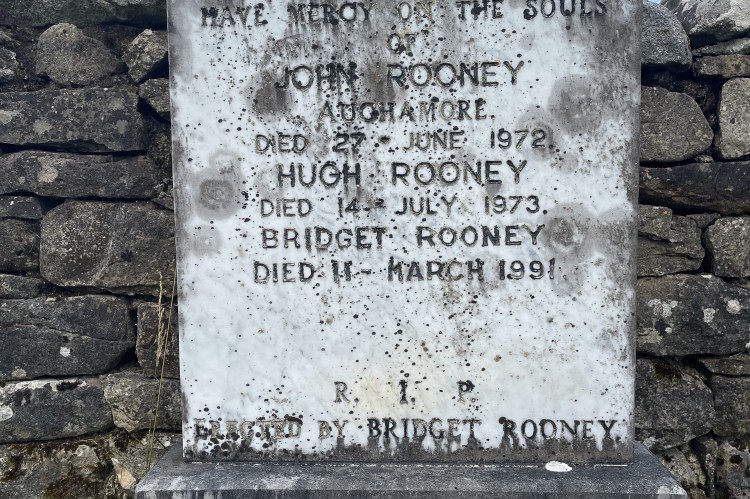 HAVE MERCY ON THE SOULS
OF
JOHN ROONEY
AUGHAMORE.
DIED 27 - JUNE 1972.
HUGH ROONEY
DIED 14 - JULY 1973.
BRIDGET ROONEY
DIED 11 - MARCH 1991
R. I. P.
ERECTED BY BRIDGET ROONEY